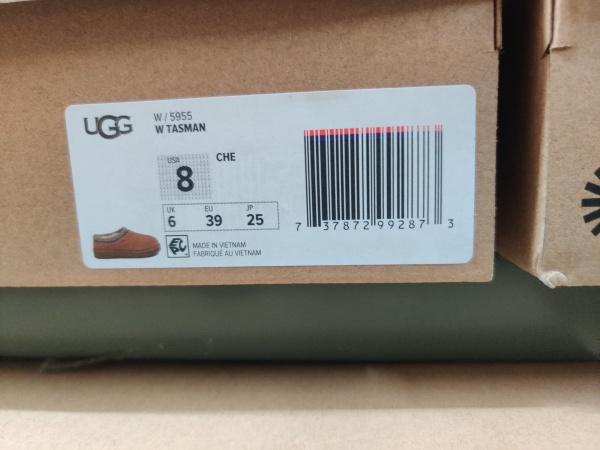 UGG
W / 5955
W TASMAN
USA
8
CHE
UK EU JP
6 39 25
MADE IN VIETNAM
FABRIQUÉ AU VIETNAM
7 37872 99287 3